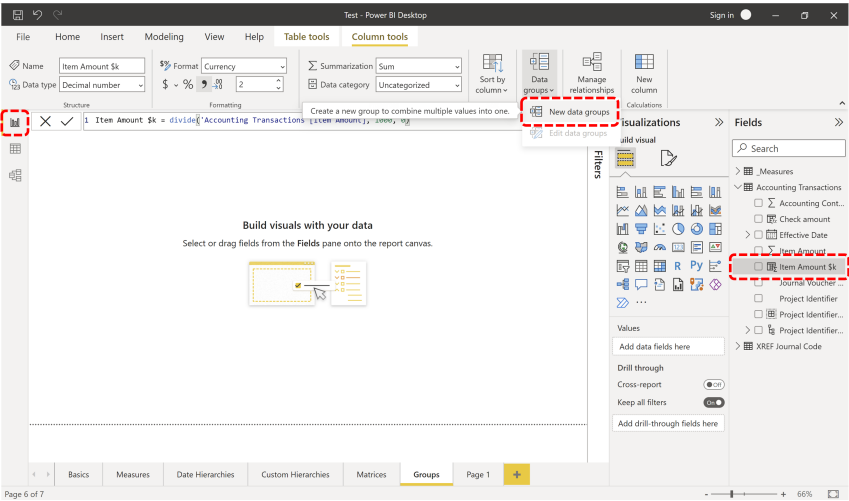 Test - Power BI Desktop
Sign in
File Home Insert Modeling View Help Table tools Column tools
Name Item Amount $k
Data type Decimal number
Structure
$% Format Currency
$ % 9 2
Formatting
Summarization Sum
Data category Uncategorized
Sort by
column
Data
groups
Manage
relationships
New
column
Calculations
Create a new group to combine multiple values into one.
New data groups
Edit data groups
1 Item Amount $k = divide('Accounting Transactions'[Item Amount], 1000, 0)
Filters
isualizations
uild visual
R Py
...
Values
Add data fields here
Drill through
Cross-report Off
Keep all filters On
Add drill-through fields here
Fields
Search
_Measures
Accounting Transactions
Accounting Cont...
Check amount
Effective Date
Item Amount
Item Amount $k
Journal Voucher ...
Project Identifier
Project Identifier...
Project Identifier...
XREF Journal Code
Build visuals with your data
Select or drag fields from the Fields pane onto the report canvas.
Basics Measures Date Hierarchies Custom Hierarchies Matrices Groups Page 1 +
Page 6 of 7
- + 66%